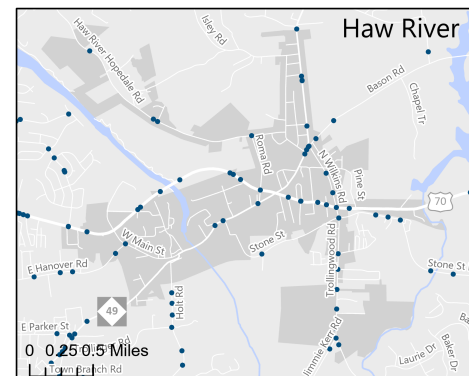 Haw River
Haw River Hopedale Rd
Isley Rd
Bason Rd
Chapel Tr
Roma Rd
N Wilkins Rd
Pine St
70
W Main St
Stone St
Trollingwood Rd
E Hanover Rd
Stone St
49
Holt Rd
E Parker St
Jimmie Kerr Rd
Laurie Dr
Baker Dr
0 0.25 0.5 Miles
Town Branch Rd